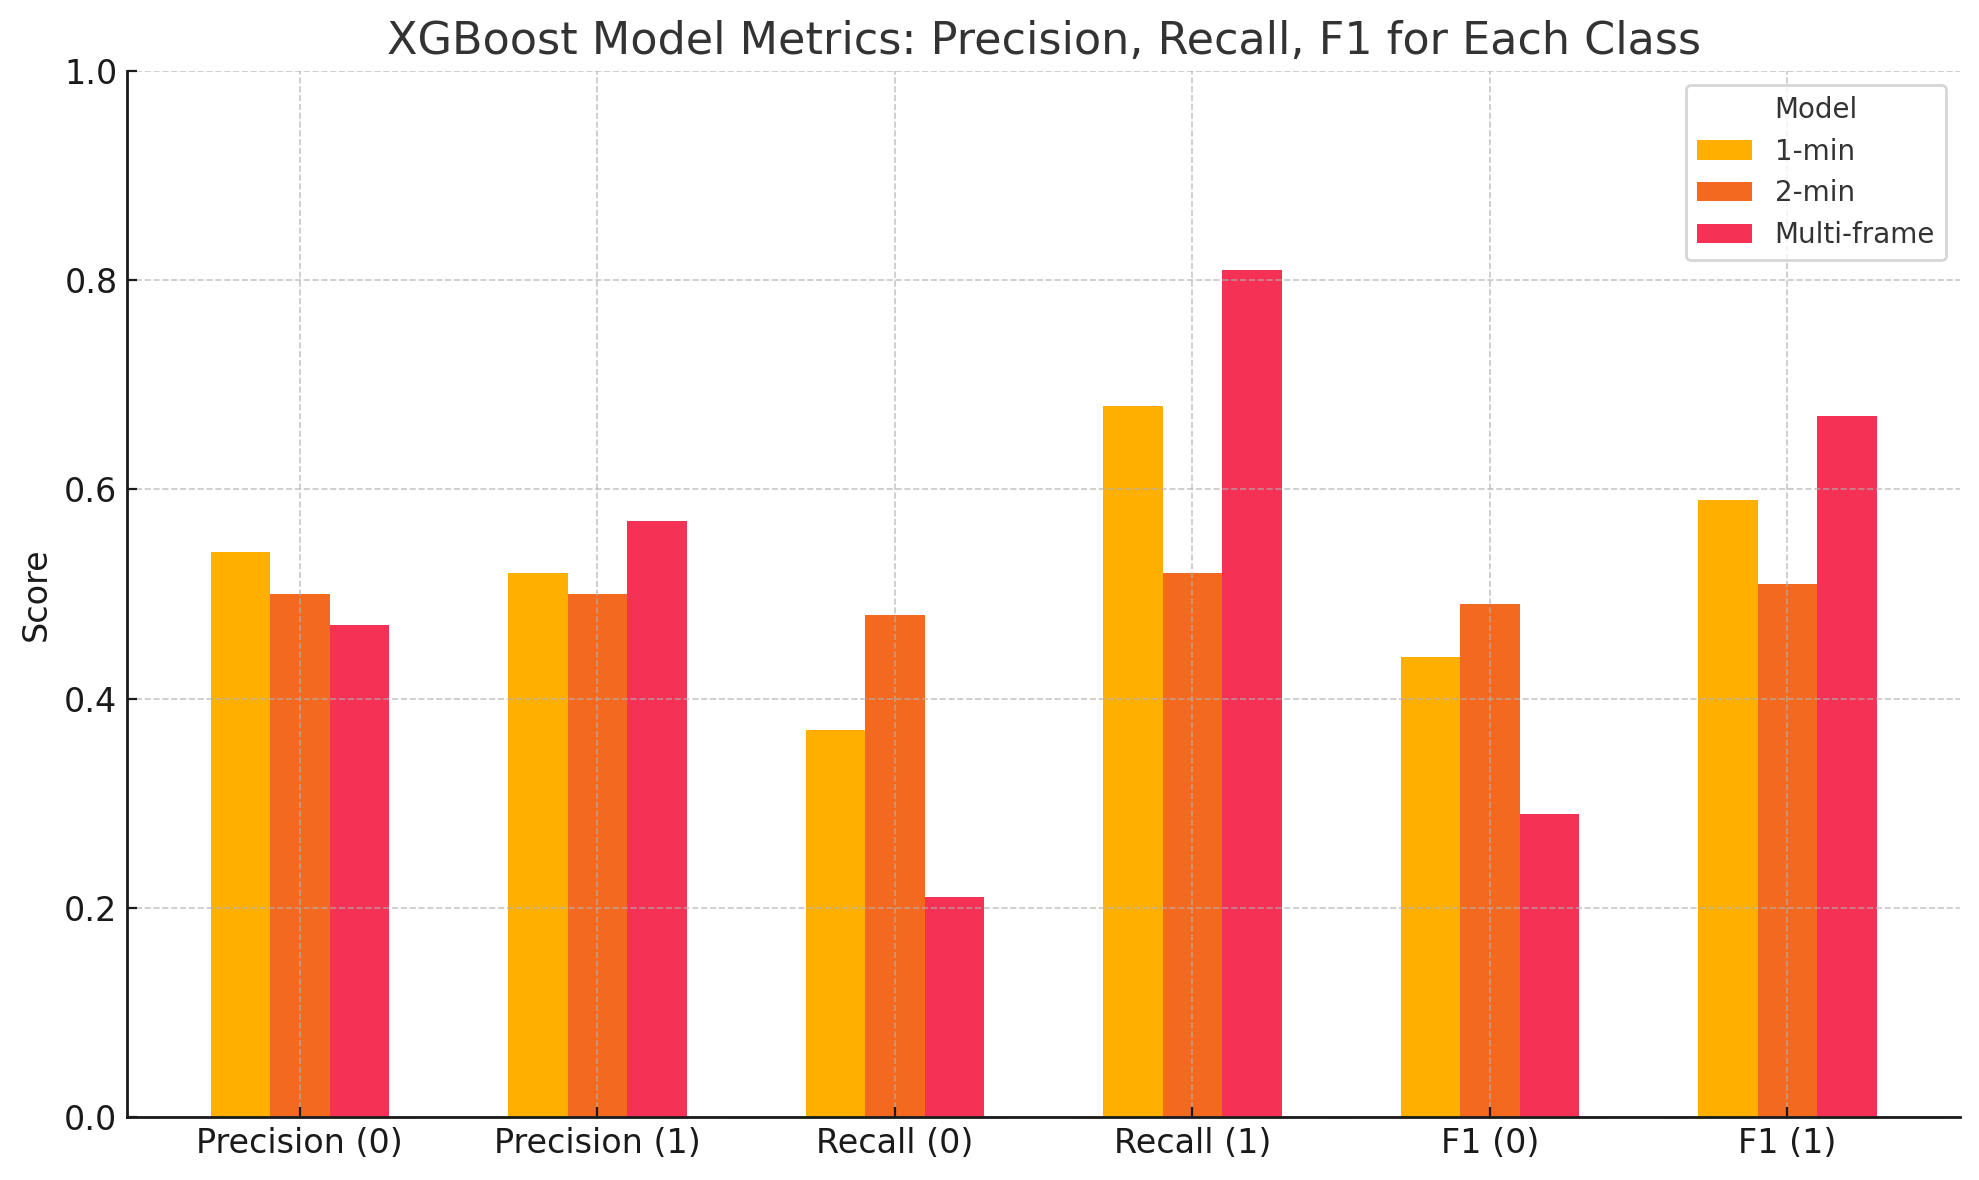 XGBoost Model Metrics: Precision, Recall, F1 for Each Class
Model
1-min
2-min
Multi-frame
Score
1.0
0.8
0.6
0.4
0.2
0.0
Precision (0)
Precision (1)
Recall (0)
Recall (1)
F1 (0)
F1 (1)